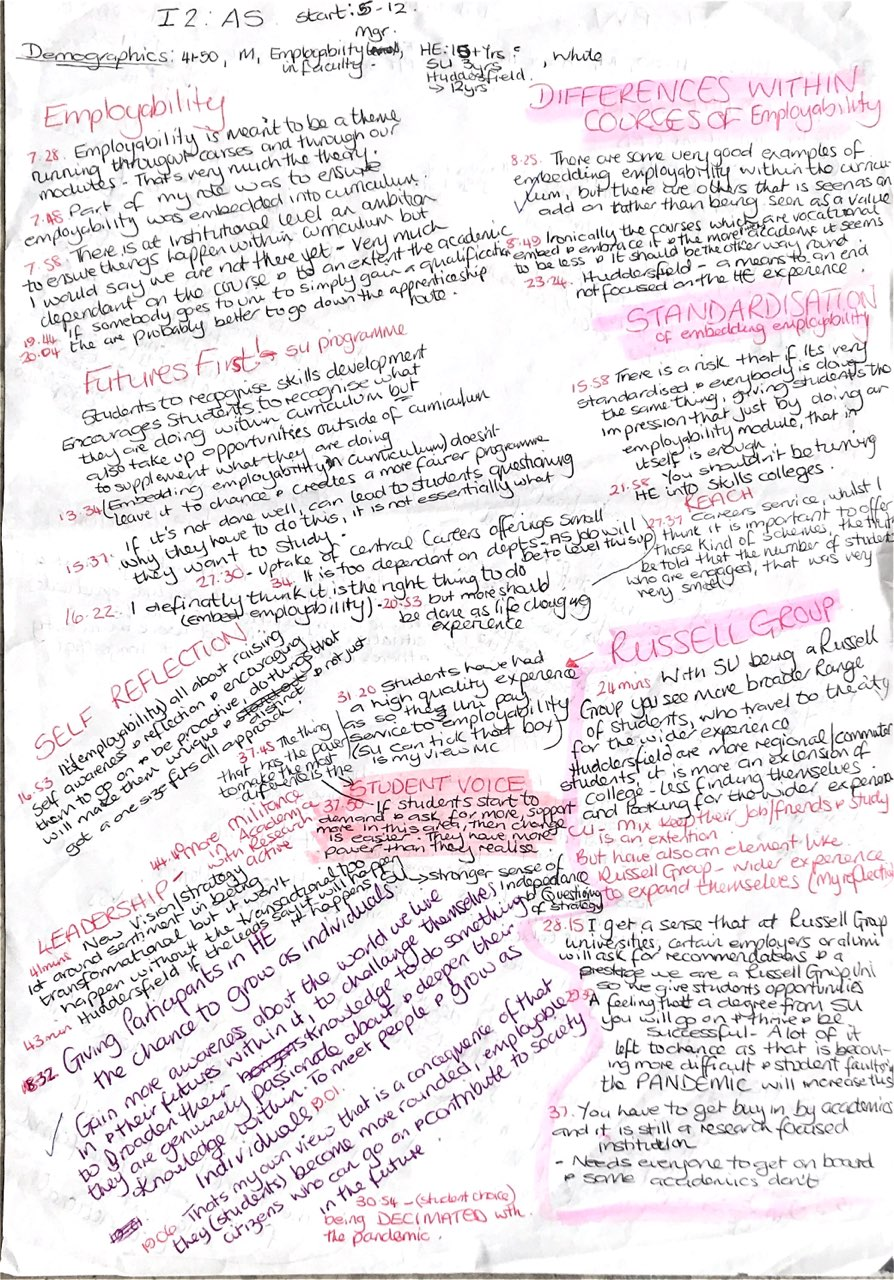 I2: AS start: 5-12.
Mgr.
Demographics: 41-50, M, Employability, HE: 15+Yrs
in faculty. SU 3yrs, White
Huddersfield.
→ 12yrs
Employability
7.28. Employability is meant to be a theme
running througout courses and through our
modules - That's very much the theory.
7.48 Part of my role was to ensure
employability was embedded into curriculum.
7.58. There is at institutional level an ambition
to ensure things happen within curriculum but
I would say we are not there yet - very much
dependant on the course & to an extent the academic
19.44 If somebody goes to uni to simply gain a qualification
20.04 the are probably better to go down the apprenticeship
route.
Futures First SU programme
Students to recognise skills development
Encourages Students to recognise what
they are doing within curriculum but
also take up opportunities outside of curriculum
to supplement what they are doing
13.34 (Embedding employability in curriculum) doesn't
leave it to chance & creates a more fairer programme
15.37. If it's not done well, can lead to students questioning
why they have to do this, it is not essentially what
they want to study.
27.30 - Uptake of central Careers offerings small
34. It is too dependant on depts - AS job will
be to level this up
16.22. I definatly think it is the right thing to do
(embed employability). 20.53 but more should
be done as life changing
experience
SELF REFLECTION
16.53 Its (employability) all about raising
self awareness & reflection & encouraging
them to go on & be proactive, do things that
will make them unique & distinct & not just
got a one size fits all approach.
31.20 Students have had
a high quality experience
as so they uni pay
service to employability
(SU can tick that box)
is my view MC
37.45 The thing
that has the power
to make the most
difference is the
STUDENT VOICE
37.50 If students start to
demand & ask for more, support
more in this area, then change
is easier. They have more
power than they realise
SU → stronger sense of
independance
& Questioning
of strategy
44.49 More militance
in Academia
with Research
active
LEADERSHIP -
41mins New Vision/strategy
lot around sentiment in being
transformational but it won't
happen without the transactional too
43min Huddersfield if the leads say it will happen
it happens
18.32 Giving Participants in HE
the chance to grow as individuals.
Gain more awareness about the world we live
in & their futures within it, to challange themselves,
to broaden their knowledge to do something
they are genuinely passionate about & deepen their
knowledge within. To meet people & grow as
Individuals 19.01
19.06 Thats my own view that is a consequence of that
they (students) become more rounded, employable
citizens who can go on & contribute to society
in the future.
30.54 - (student choice)
being DECIMATED with
the pandemic.
DIFFERENCES WITHIN
COURSES OF Employability
8.25. There are some very good examples of
embedding employability within the curricu-
lum, but there are others that is seen as an
add on rather than being seen as a value
8.49 Ironically the courses which are vocational
embed & embrace it & the more academic it seems
to be less & it should be the other way round.
23.24. Huddersfield - a means to an end
not focused on the HE experience.
STANDARDISATION
of embedding employability
15.58 There is a risk that if its very
standardised & everybody is doing
the same thing, giving students the
impression that just by doing an
employability module, that in
itself is enough.
21.58 You shouldn't be turning
HE into skills colleges.
REACH
27.37 Careers service, whilst I
think it is important to offer
those kind of schemes, the truth
be told that the number of students
who are engaged, that was very
very small
RUSSELL GROUP
24mins With SU being a Russell
Group you see more broader Range
of students, who travel to the city
for the wider experience
Huddersfield are more regional/commuter
students, it is more an extension of
college - less finding themselves
and looking for the wider experience
CU - mix keep their job/friends & study
is an extention.
But have also an element like
Russell Group - wider experience
to expand themselves (My reflection)
28.15 I get a sense that at Russell Group
universities, certain employers or alumi
will ask for recommendations & a
prestige we are a Russell Group Uni
so we give students opportunities
A feeling that a degree from SU
you will go on & thrive & be
successful - A lot of it
left to chance as that is becom-
ing more difficult & student faultering
the PANDEMIC will increase this
37. You have to get buy in by academics
and it is still a research focused
institution
- Needs everyone to get on board
& some academics don't